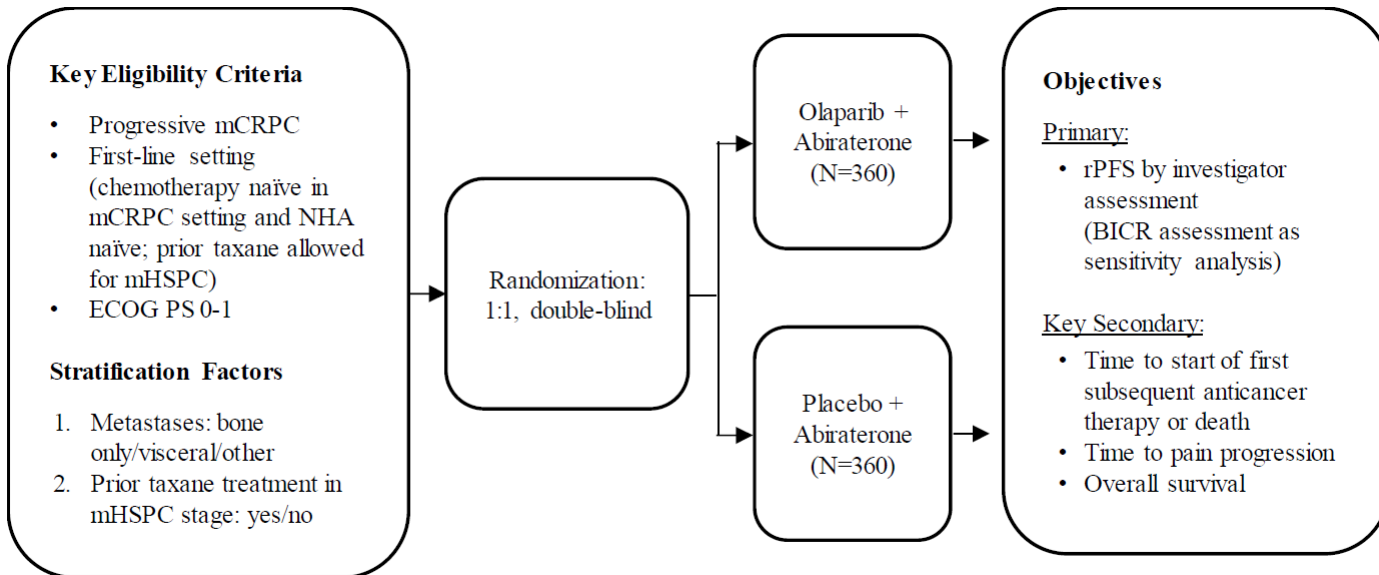 Key Eligibility Criteria
• Progressive mCRPC
• First-line setting
(chemotherapy naïve in
mCRPC setting and NHA
naïve; prior taxane allowed
for mHSPC)
• ECOG PS 0-1
Stratification Factors
1. Metastases: bone
only/visceral/other
2. Prior taxane treatment in
mHSPC stage: yes/no
Randomization:
1:1, double-blind
Olaparib +
Abiraterone
(N=360)
Placebo +
Abiraterone
(N=360)
Objectives
Primary:
• rPFS by investigator
assessment
(BICR assessment as
sensitivity analysis)
Key Secondary:
• Time to start of first
subsequent anticancer
therapy or death
• Time to pain progression
• Overall survival